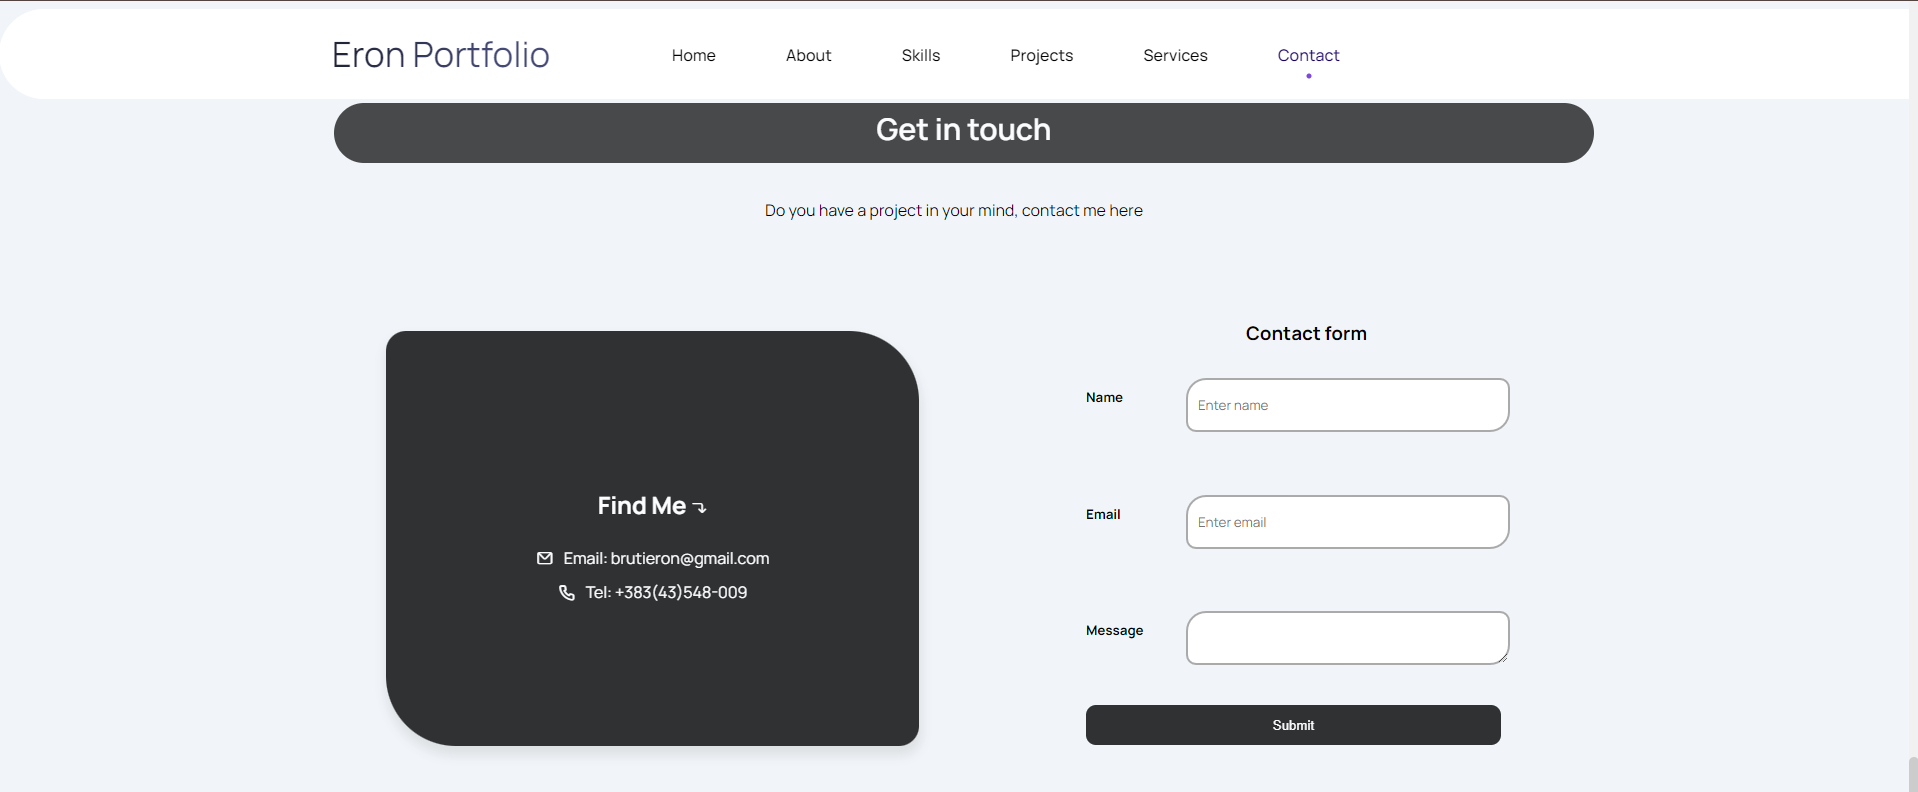 Eron Portfolio
Home
About
Skills
Projects
Services
Contact
Get in touch
Do you have a project in your mind, contact me here
Find Me
Email: brutieron@gmail.com
Tel: +383(43)548-009
Contact form
Name
Enter name
Email
Enter email
Message
Submit